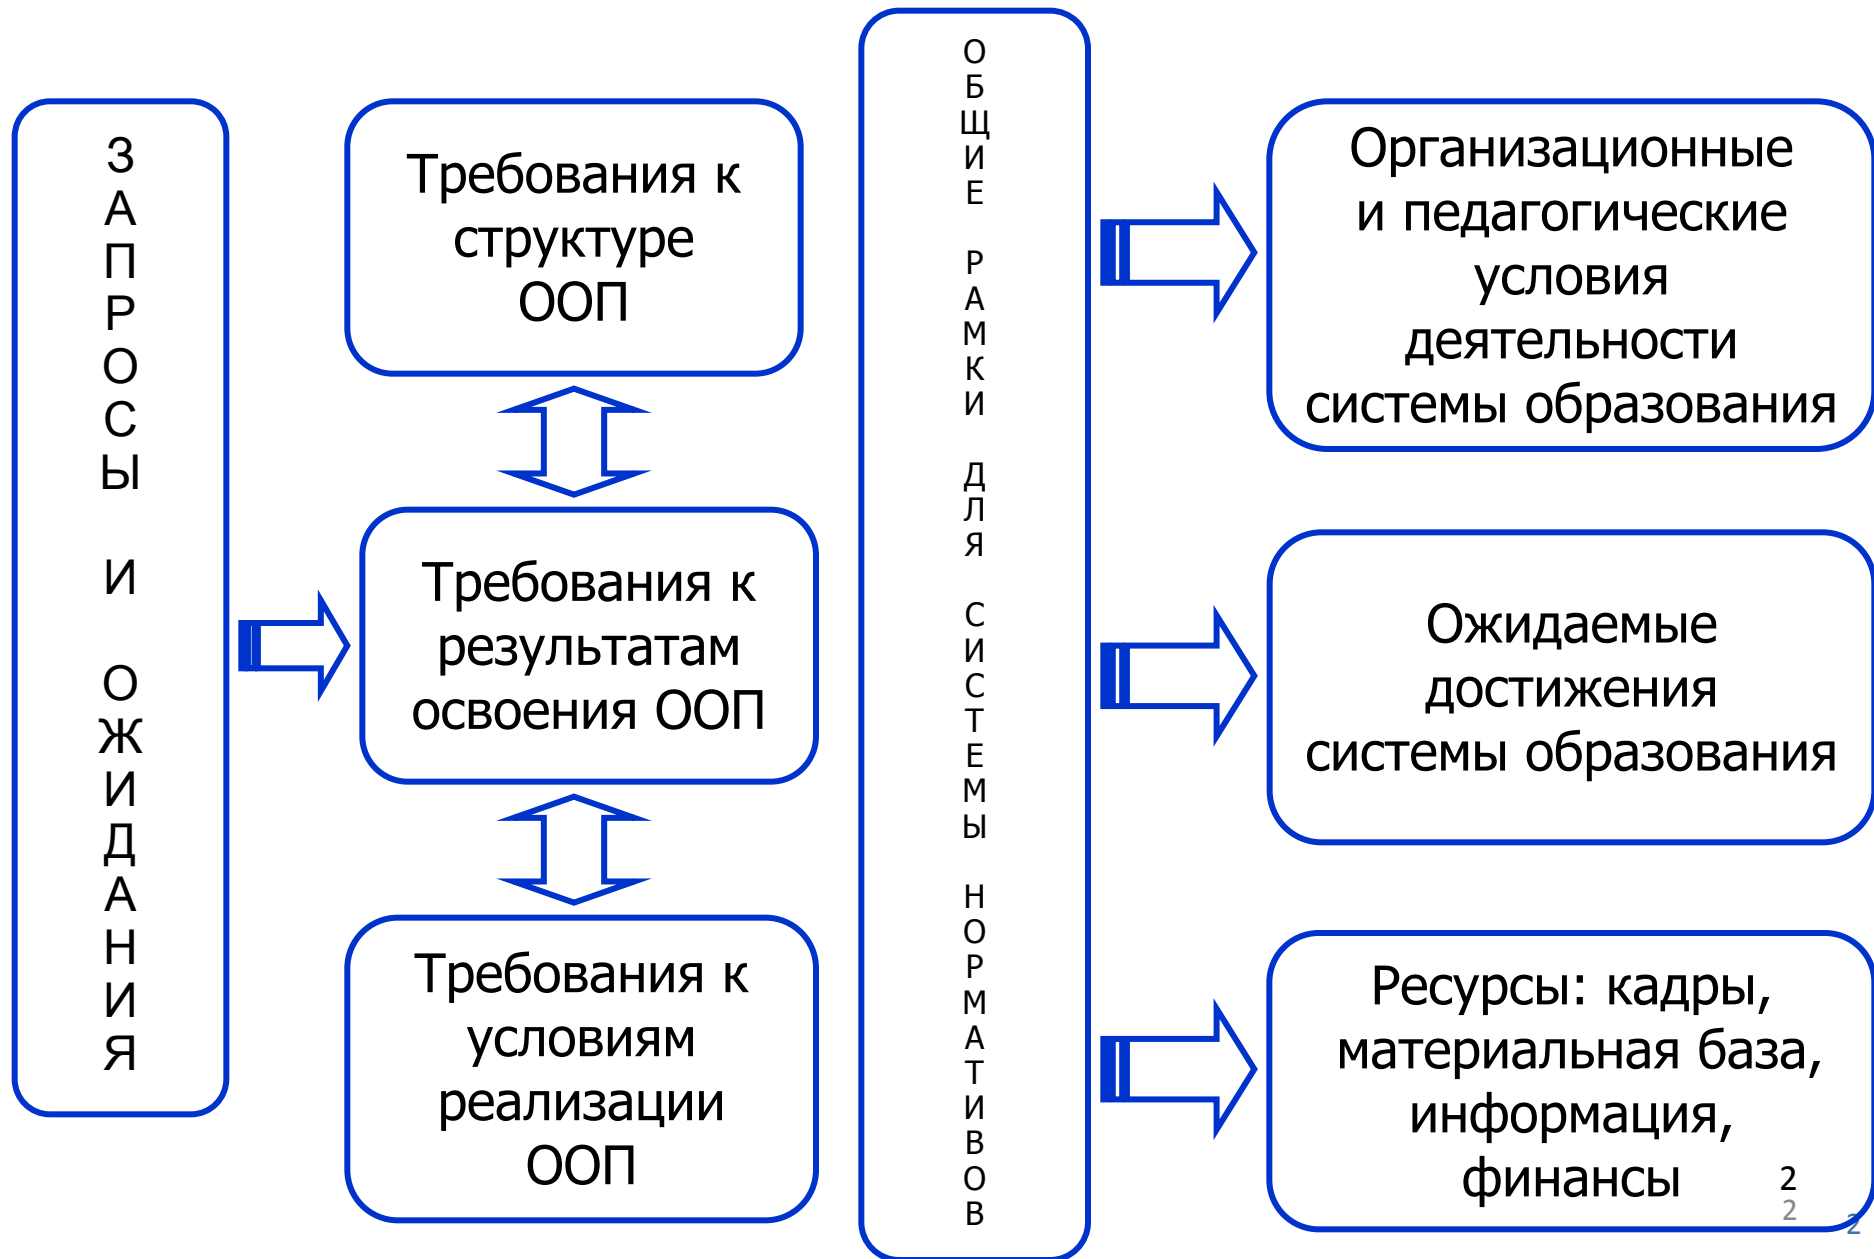 ЗАПРОСЫ И ОЖИДАНИЯ
Требования к
структуре
ООП
Требования к
результатам
освоения ООП
Требования к
условиям
реализации
ООП
ОБЩИЕ РАМКИ ДЛЯ СИСТЕМЫ НОРМАТИВОВ
Организационные
и педагогические
условия
деятельности
системы образования
Ожидаемые
достижения
системы образования
Ресурсы: кадры,
материальная база,
информация,
финансы
2
2
2